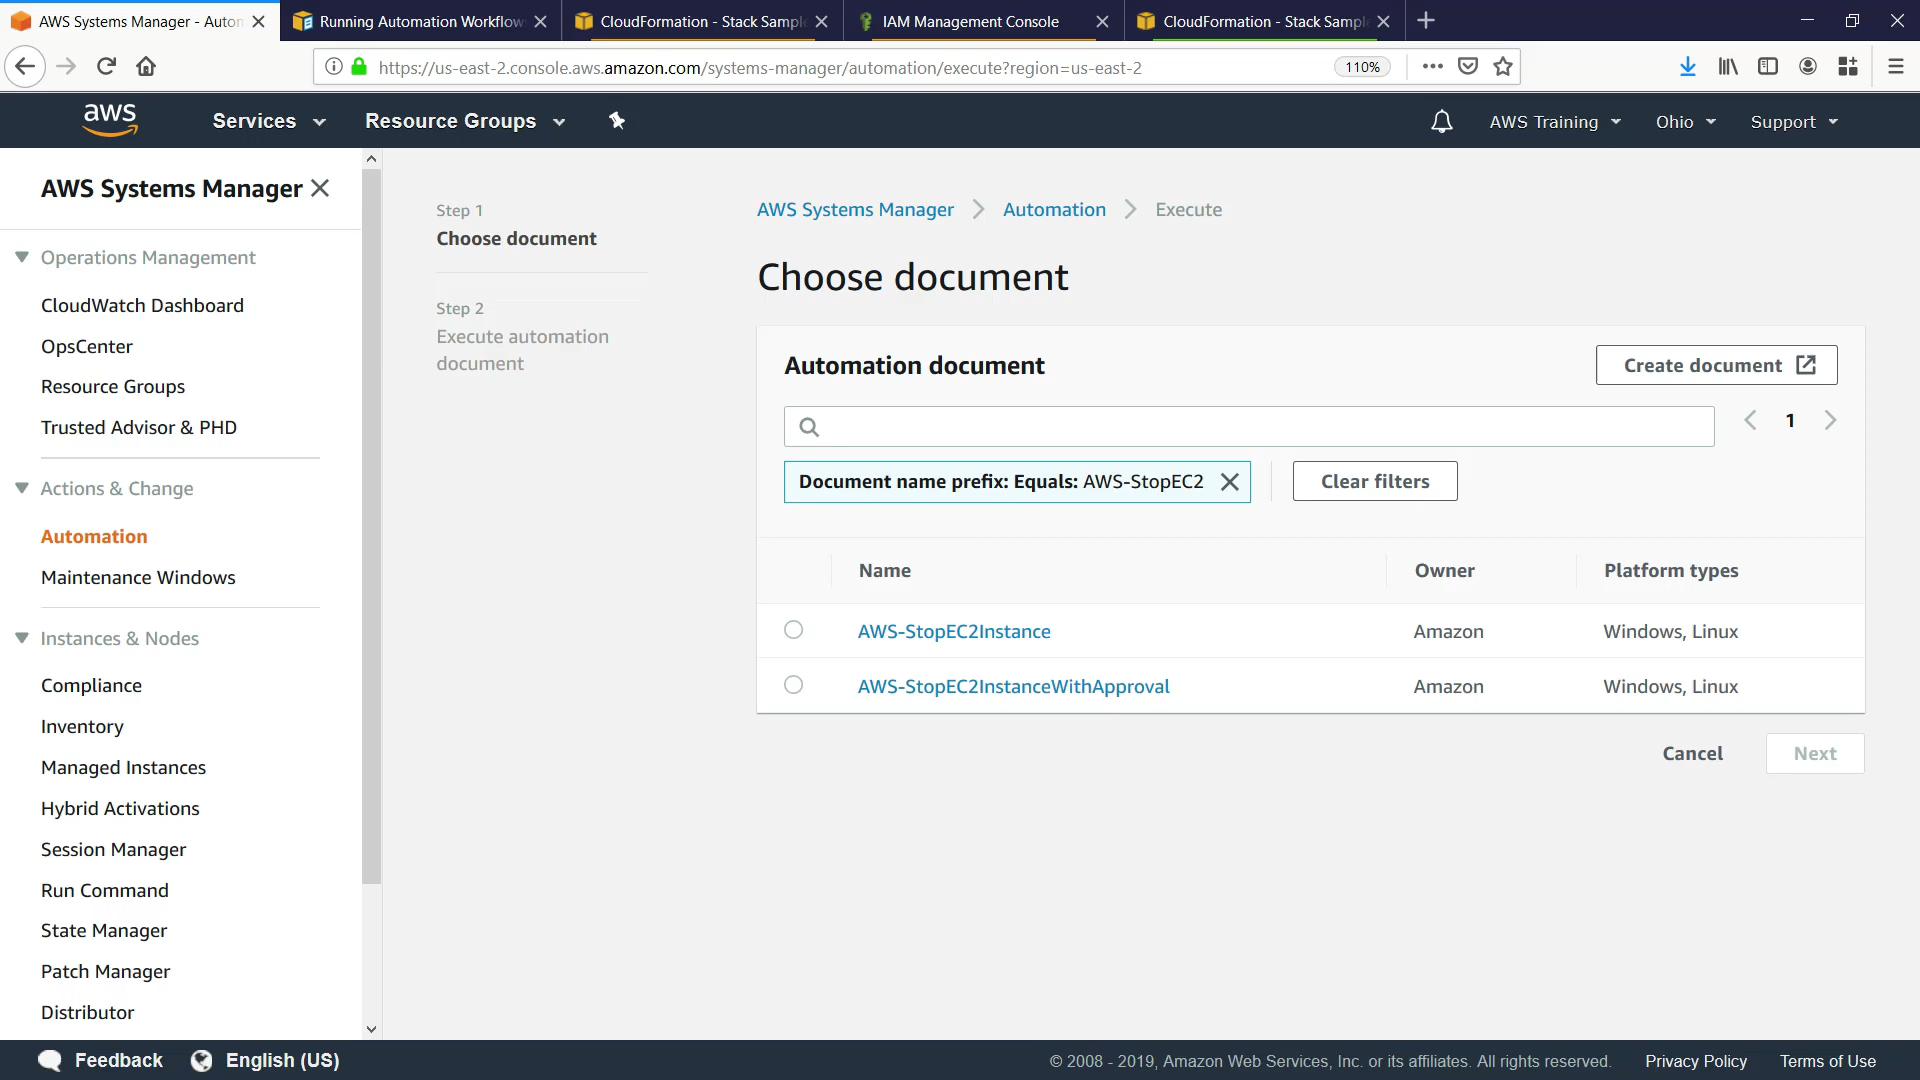 AWS Systems Manager - Autom
Running Automation Workflow
CloudFormation - Stack Sampl
IAM Management Console
CloudFormation - Stack Sampl
https://us-east-2.console.aws.amazon.com/systems-manager/automation/execute?region=us-east-2
110%
aws
Services
Resource Groups
AWS Training
Ohio
Support
AWS Systems Manager
Operations Management
CloudWatch Dashboard
OpsCenter
Resource Groups
Trusted Advisor & PHD
Actions & Change
Automation
Maintenance Windows
Instances & Nodes
Compliance
Inventory
Managed Instances
Hybrid Activations
Session Manager
Run Command
State Manager
Patch Manager
Distributor
Step 1
Choose document
Step 2
Execute automation
document
AWS Systems Manager > Automation > Execute
Choose document
Automation document
Create document
1
Document name prefix: Equals: AWS-StopEC2
Clear filters
Name Owner Platform types
AWS-StopEC2Instance Amazon Windows, Linux
AWS-StopEC2InstanceWithApproval Amazon Windows, Linux
Cancel
Next
Feedback
English (US)
© 2008 - 2019, Amazon Web Services, Inc. or its affiliates. All rights reserved.
Privacy Policy
Terms of Use